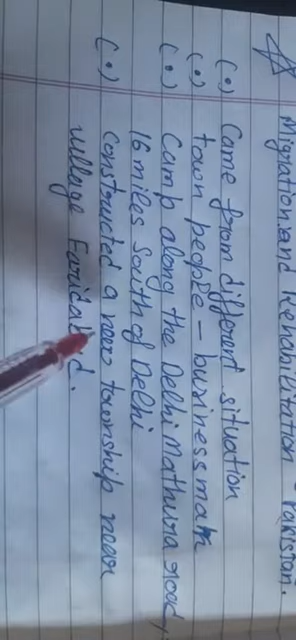 Migration and Rehabilitation - Pakistan.
(•) Came from different situation
(•) town people - businessman
(•) Camp along the Delhi Mathura road,
16 miles South of Delhi
(•) constructed a new township near
village Faridabad.